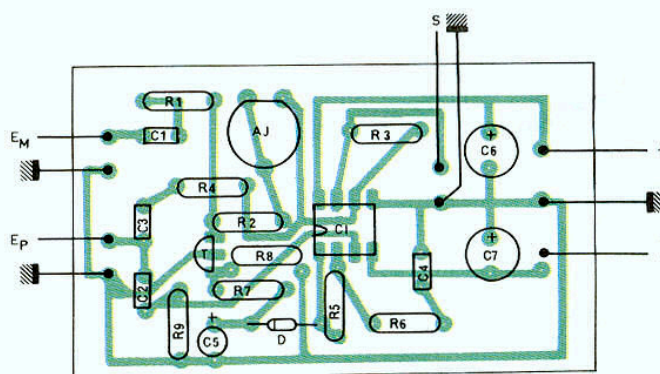 S
R1
EM
C1
AJ
R3
+
C6
R4
C3
R2
CI
EP
T
R8
+
C7
C2
R7
C4
R9
+
C5
D
R5
R6